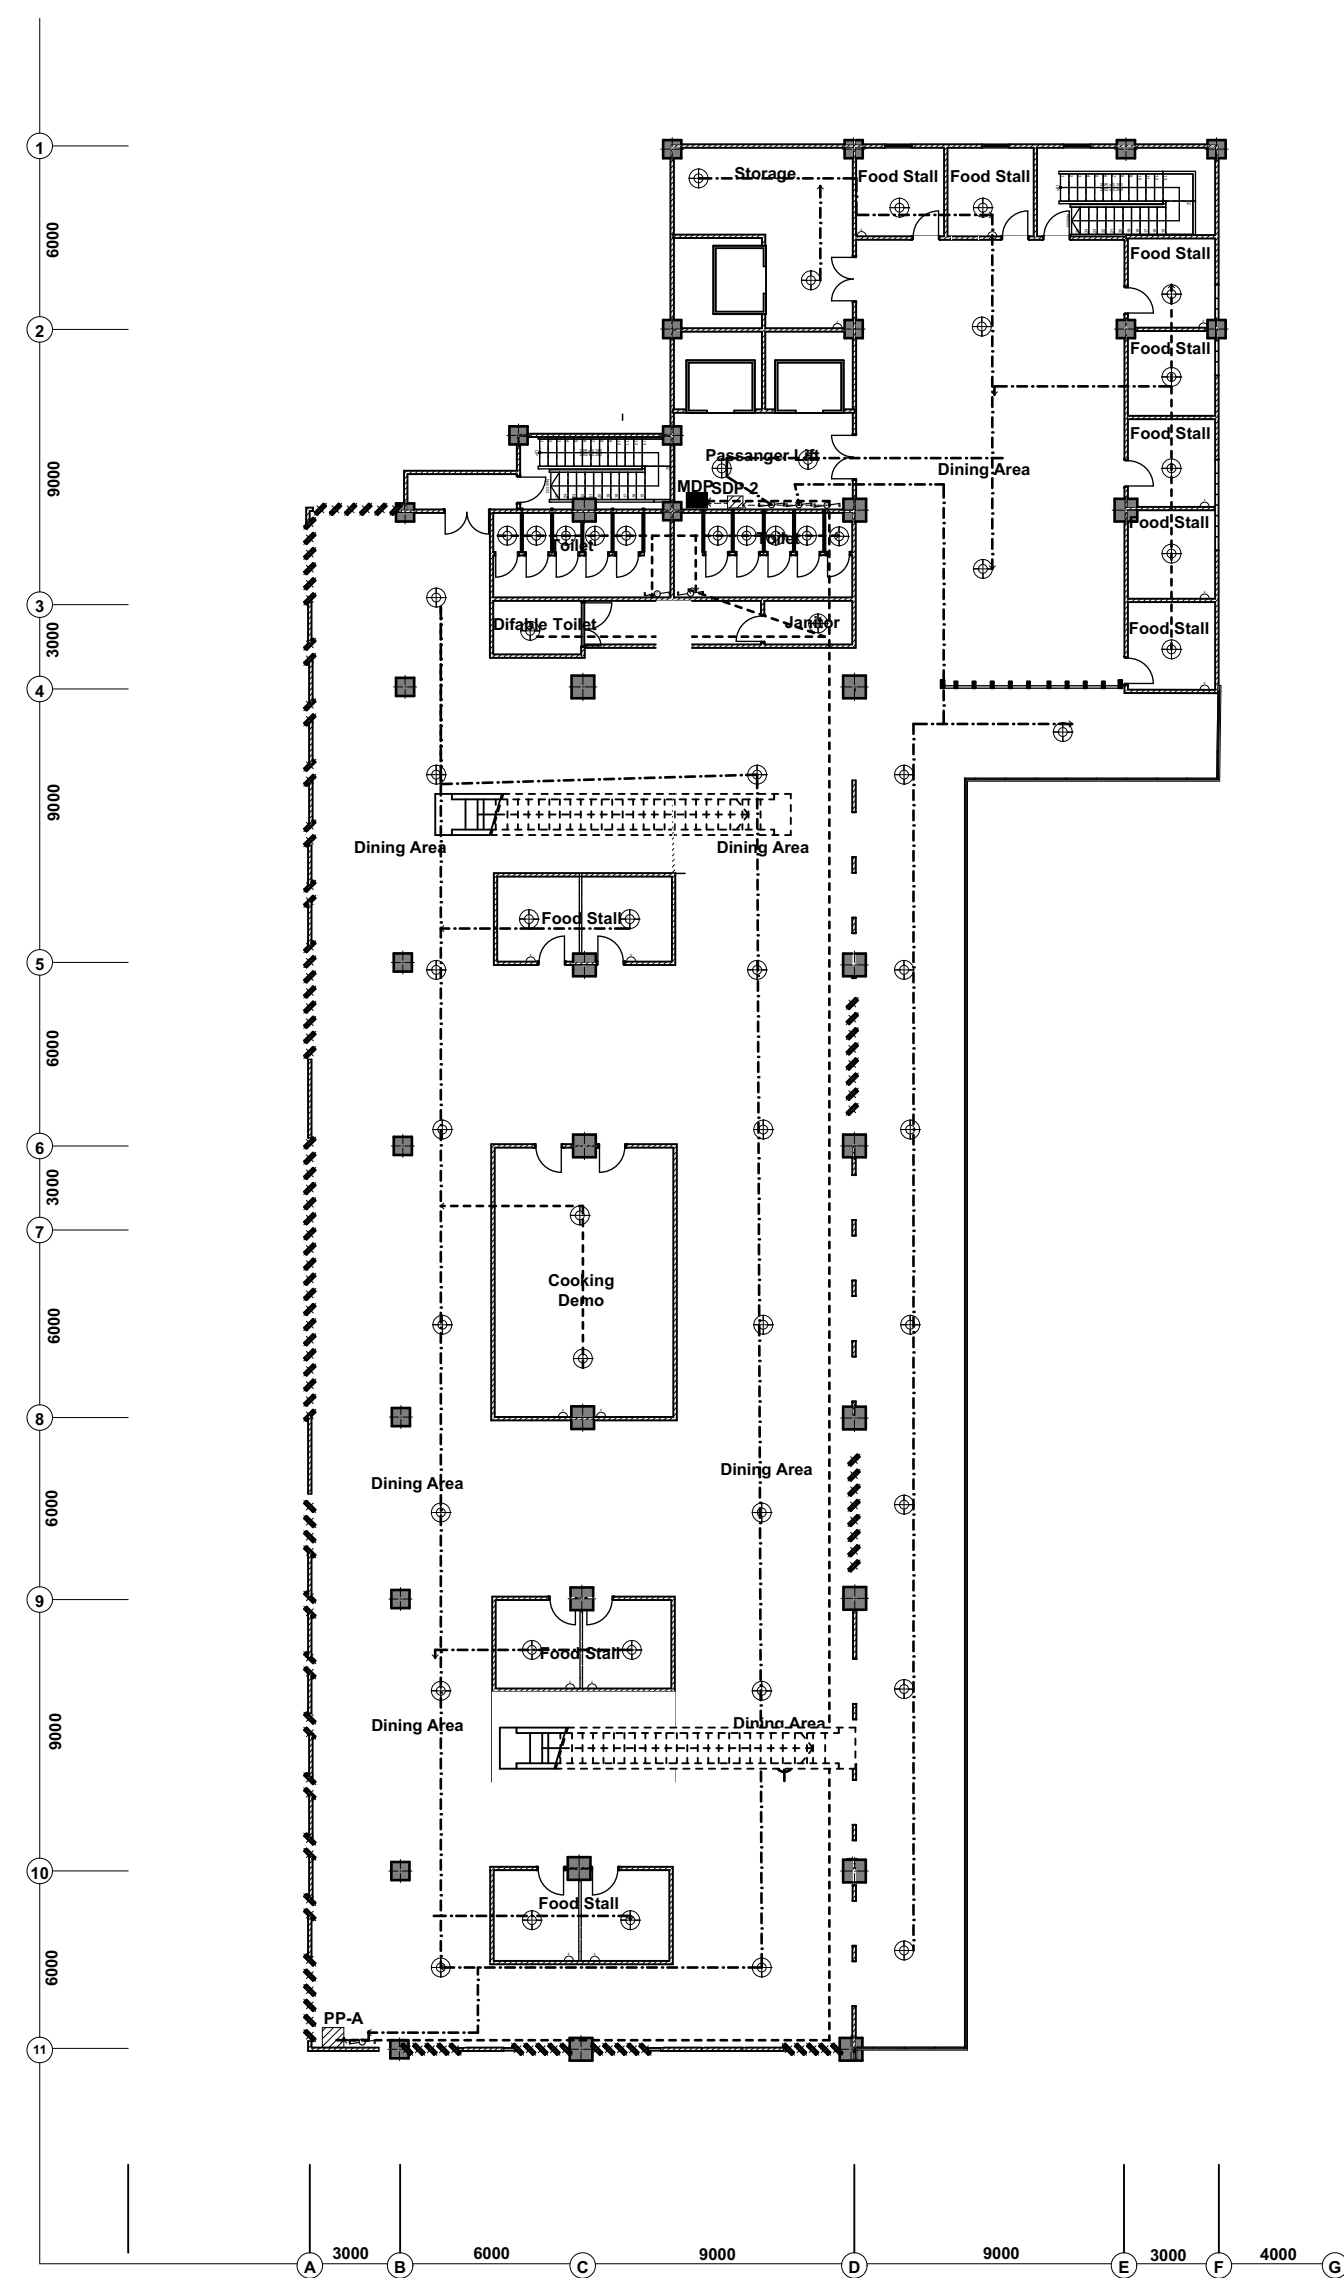 1
Storage
Food Stall
Food Stall
6000
Food Stall
2
Food Stall
Food Stall
9000
Passanger Lift
Dining Area
MDP
SDP-2
Food Stall
Toilet
Toilet
3
Difable Toilet
Janitor
Food Stall
3000
4
9000
Dining Area
Dining Area
Food Stall
5
6000
6
3000
7
Cooking
Demo
6000
8
Dining Area
Dining Area
6000
9
Food Stall
Dining Area
Dining Area
9000
10
Food Stall
6000
PP-A
11
3000
6000
9000
9000
3000
4000
A
B
C
D
E
F
G